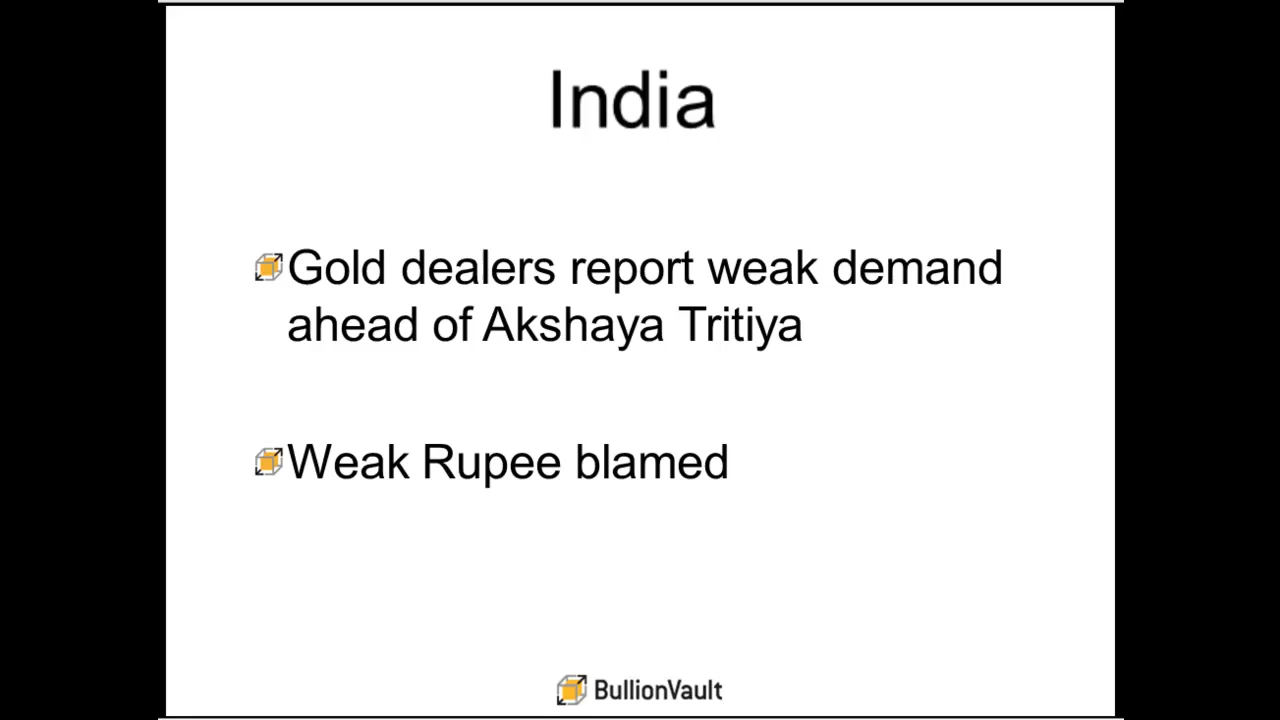 India
Gold dealers report weak demand
ahead of Akshaya Tritiya
Weak Rupee blamed
BullionVault